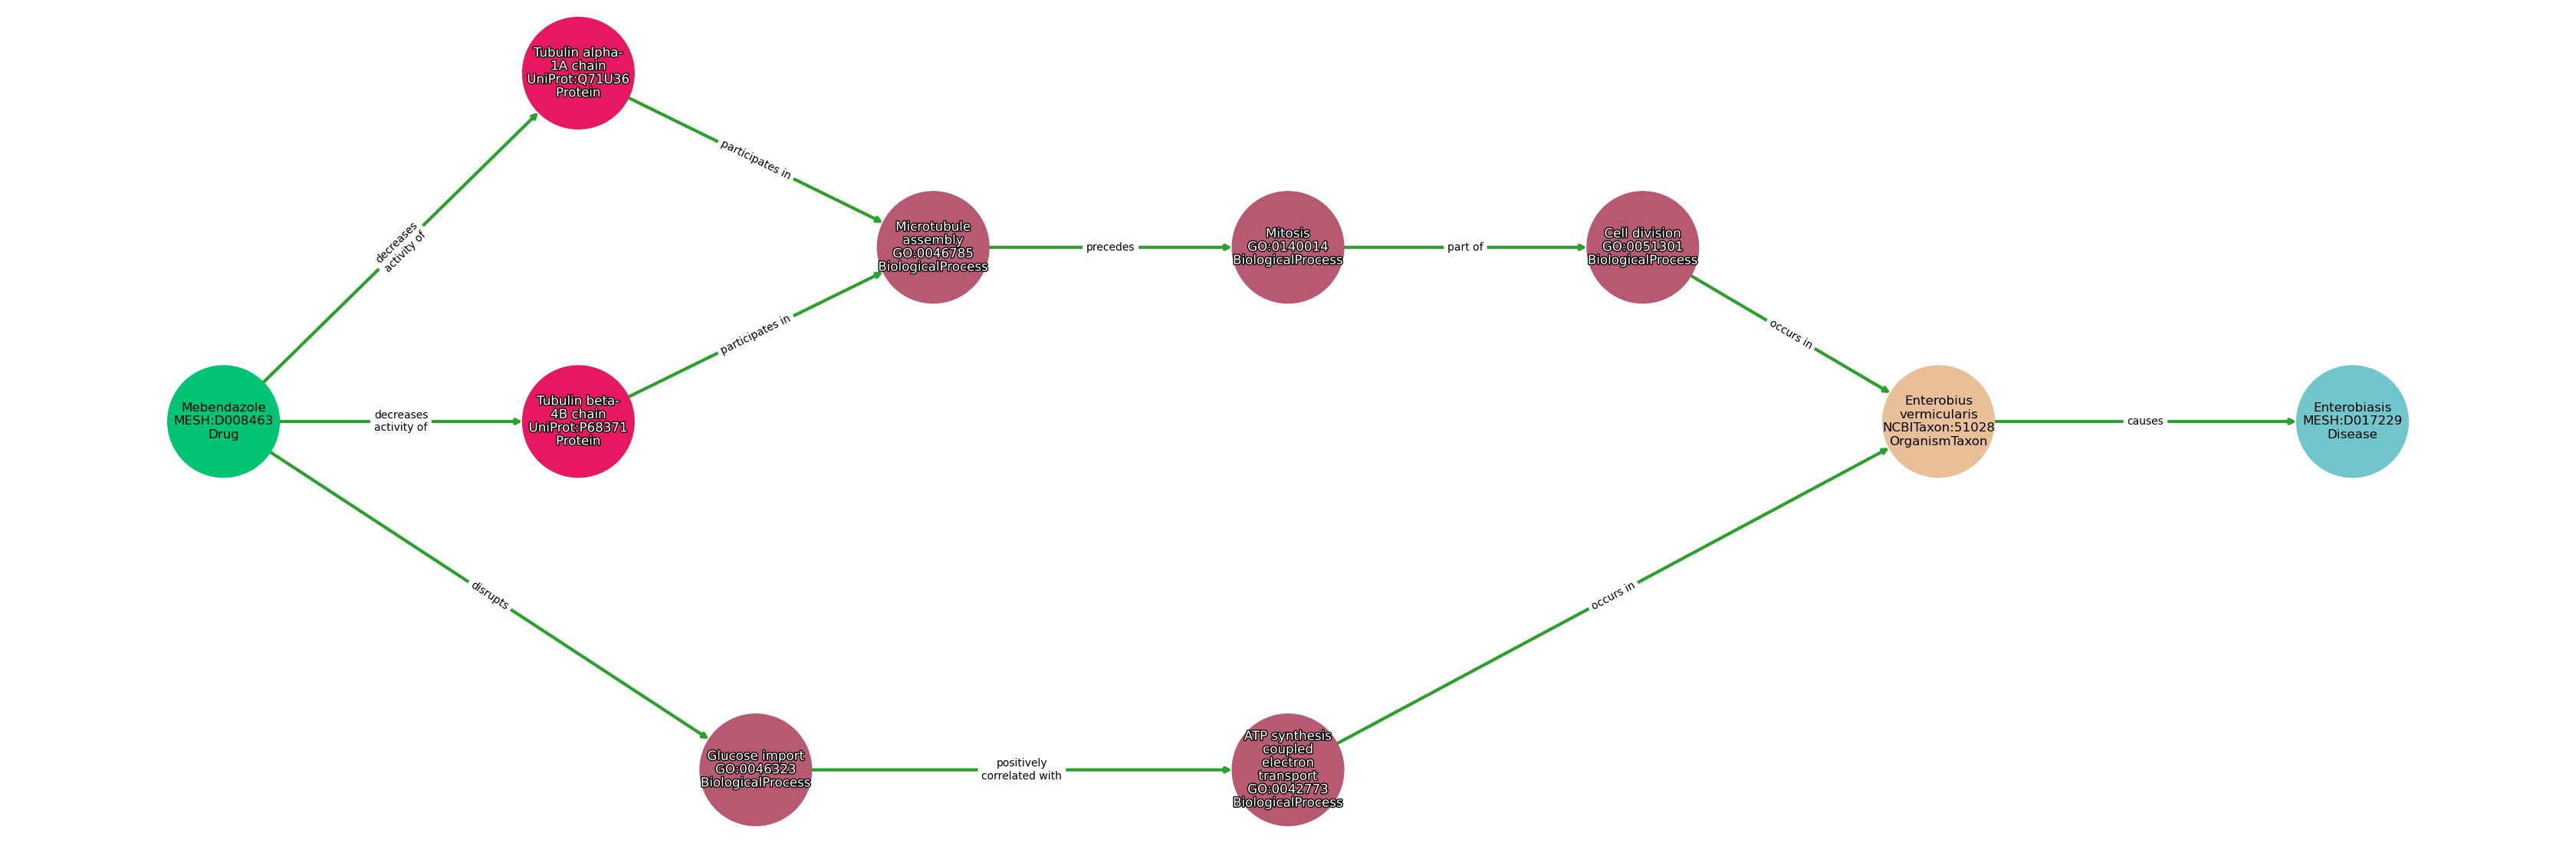 Tubulin alpha-
1A chain
UniProt:Q71U36
Protein
participates in
decreases
activity of
Microtubule
assembly
GO:0046785
BiologicalProcess
precedes
Mitosis
GO:0140014
BiologicalProcess
part of
Cell division
GO:0051301
BiologicalProcess
participates in
occurs in
Mebendazole
MESH:D008463
Drug
decreases
activity of
Tubulin beta-
4B chain
UniProt:P68371
Protein
Enterobius
vermicularis
NCBITaxon:51028
OrganismTaxon
causes
Enterobiasis
MESH:D017229
Disease
disrupts
occurs in
Glucose import
GO:0046323
BiologicalProcess
positively
correlated with
ATP synthesis
coupled
electron
transport
GO:0042773
BiologicalProcess